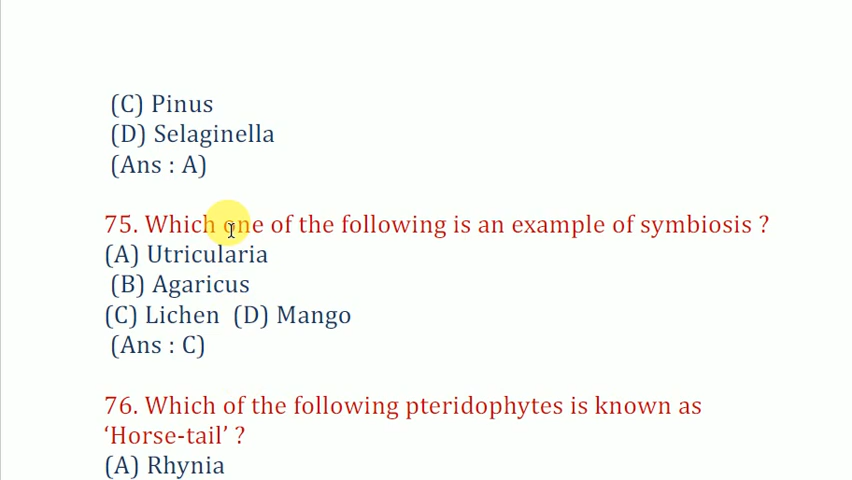 (C) Pinus
(D) Selaginella
(Ans : A)
75. Which one of the following is an example of symbiosis ?
(A) Utricularia
(B) Agaricus
(C) Lichen (D) Mango
(Ans : C)
76. Which of the following pteridophytes is known as
‘Horse-tail’ ?
(A) Rhynia